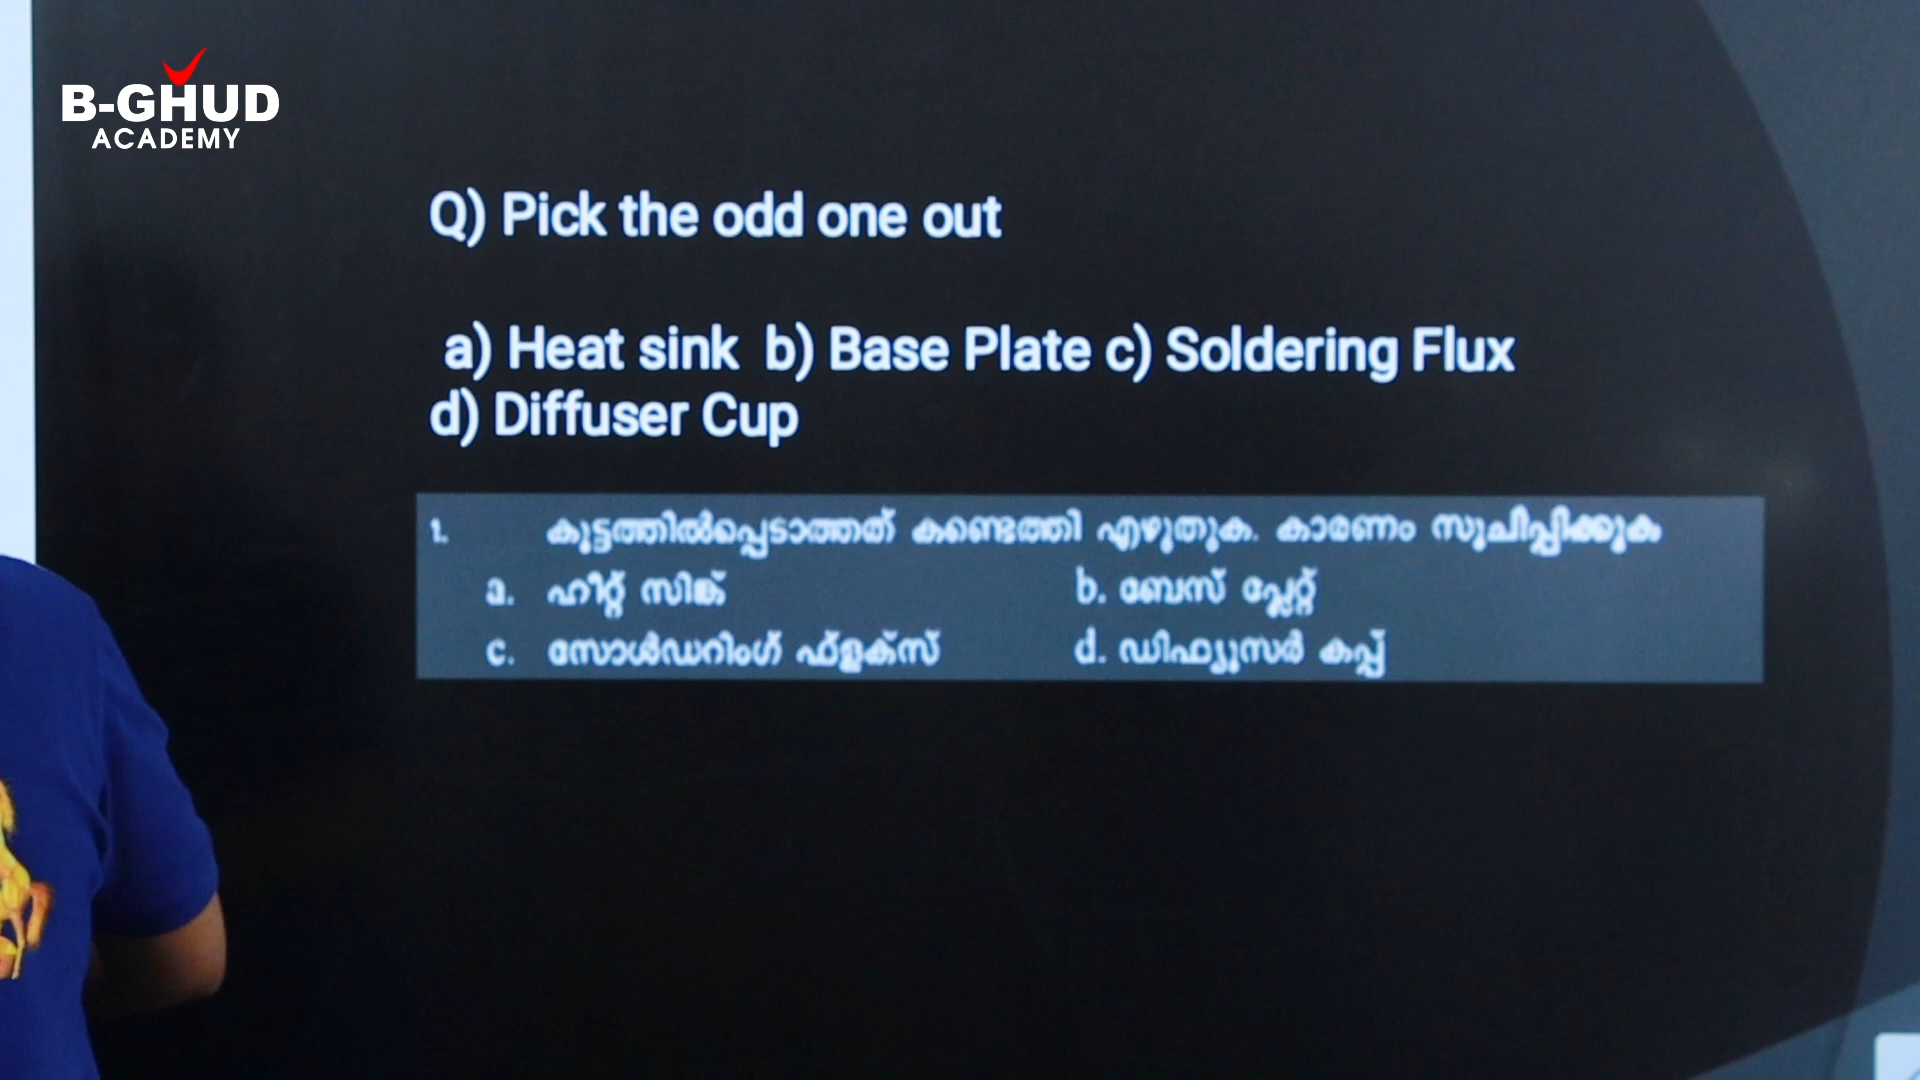 B-GHUD
ACADEMY
Q) Pick the odd one out
a) Heat sink b) Base Plate c) Soldering Flux
d) Diffuser Cup
1. കൂട്ടത്തിൽപ്പെടാത്തത് കണ്ടെത്തി എഴുതുക. കാരണം സൂചിപ്പിക്കുക
a. ഹീറ്റ് സിങ്ക് b. ബേസ് പ്ലേറ്റ്
c. സോൾഡറിംഗ് ഫ്ളക്സ് d. ഡിഫ്യൂസർ കപ്പ്